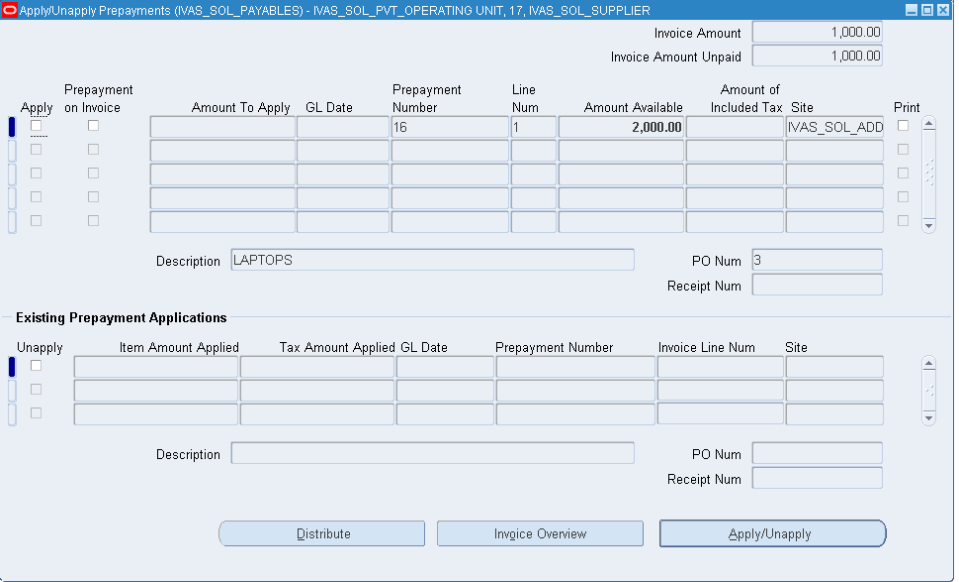 Apply/Unapply Prepayments (IVAS_SOL_PAYABLES) - IVAS_SOL_PVT_OPERATING UNIT, 17, IVAS_SOL_SUPPLIER
Invoice Amount 1,000.00
Invoice Amount Unpaid 1,000.00
Apply Prepayment on Invoice Amount To Apply GL Date Prepayment Number Line Num Amount Available Amount of Included Tax Site Print
16 1 2,000.00 IVAS_SOL_ADD
Description LAPTOPS PO Num 3
Receipt Num
Existing Prepayment Applications
Unapply Item Amount Applied Tax Amount Applied GL Date Prepayment Number Invoice Line Num Site
Description PO Num
Receipt Num
Distribute Invoice Overview Apply/Unapply